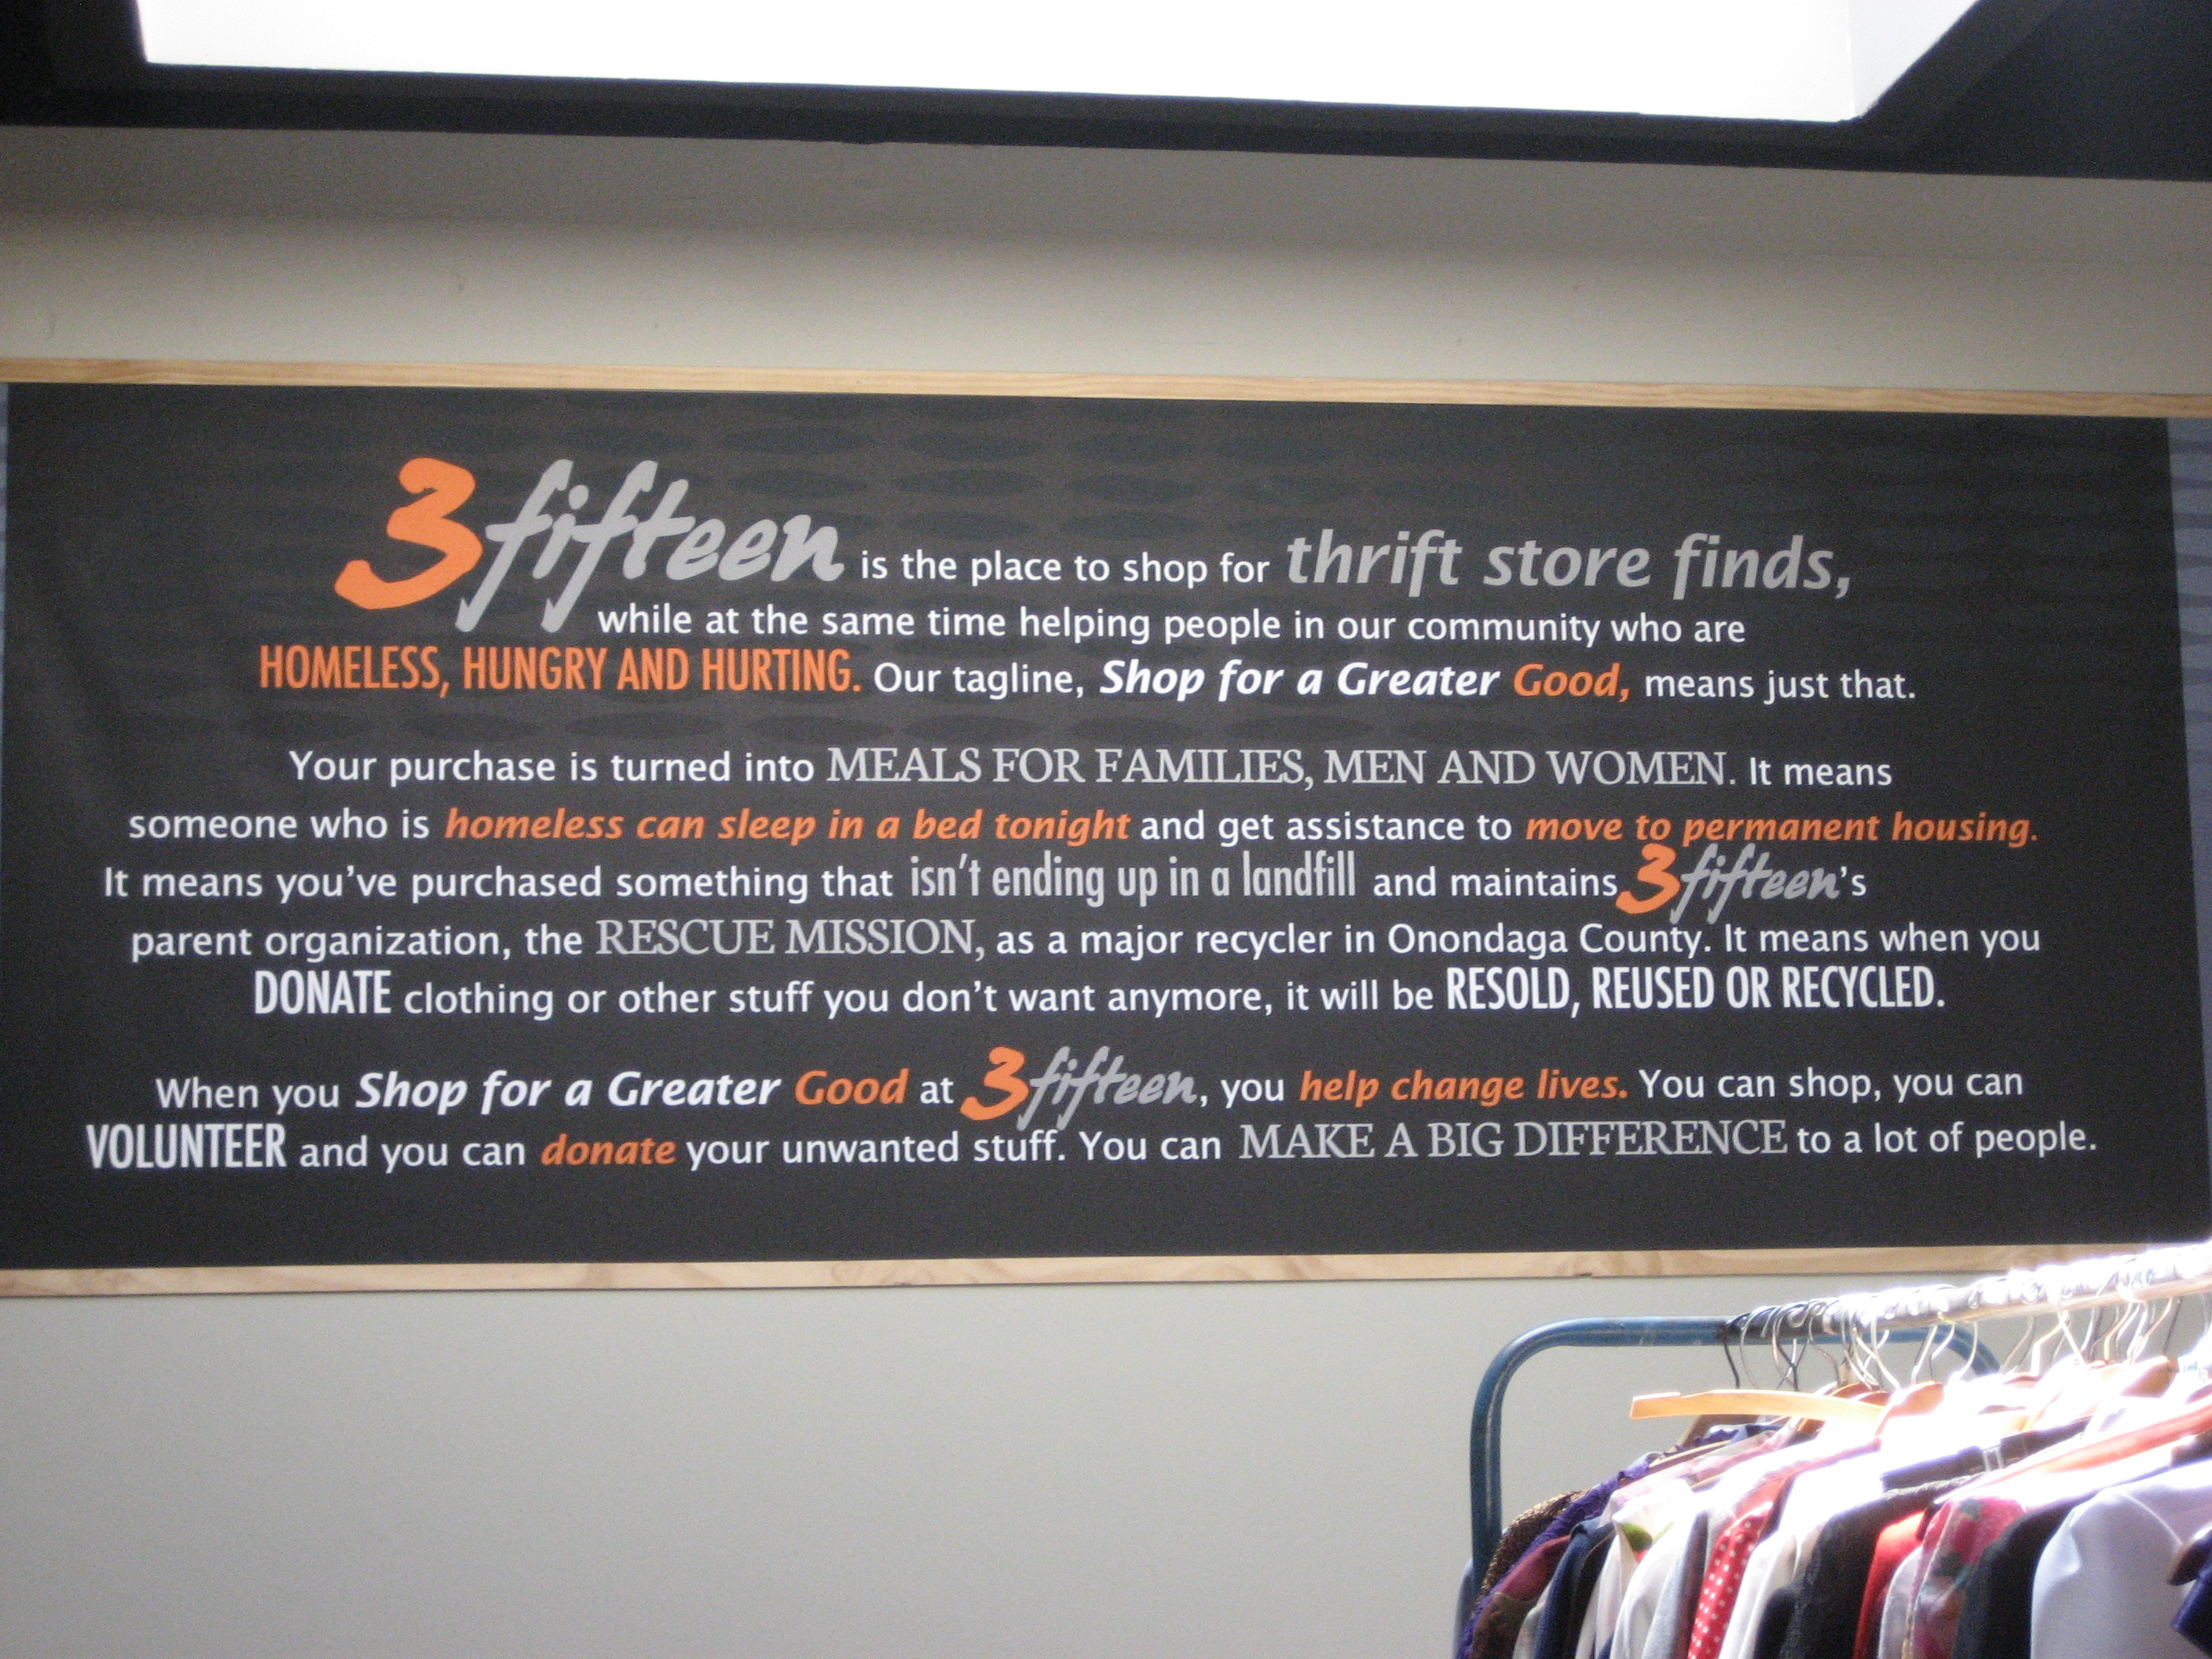 3fifteen is the place to shop for thrift store finds,
while at the same time helping people in our community who are
HOMELESS, HUNGRY AND HURTING. Our tagline, Shop for a Greater Good, means just that.
Your purchase is turned into MEALS FOR FAMILIES, MEN AND WOMEN. It means
someone who is homeless can sleep in a bed tonight and get assistance to move to permanent housing.
It means you've purchased something that isn't ending up in a landfill and maintains 3fifteen's
parent organization, the RESCUE MISSION, as a major recycler in Onondaga County. It means when you
DONATE clothing or other stuff you don't want anymore, it will be RESOLD, REUSED OR RECYCLED.
When you Shop for a Greater Good at 3fifteen, you help change lives. You can shop, you can
VOLUNTEER and you can donate your unwanted stuff. You can MAKE A BIG DIFFERENCE to a lot of people.